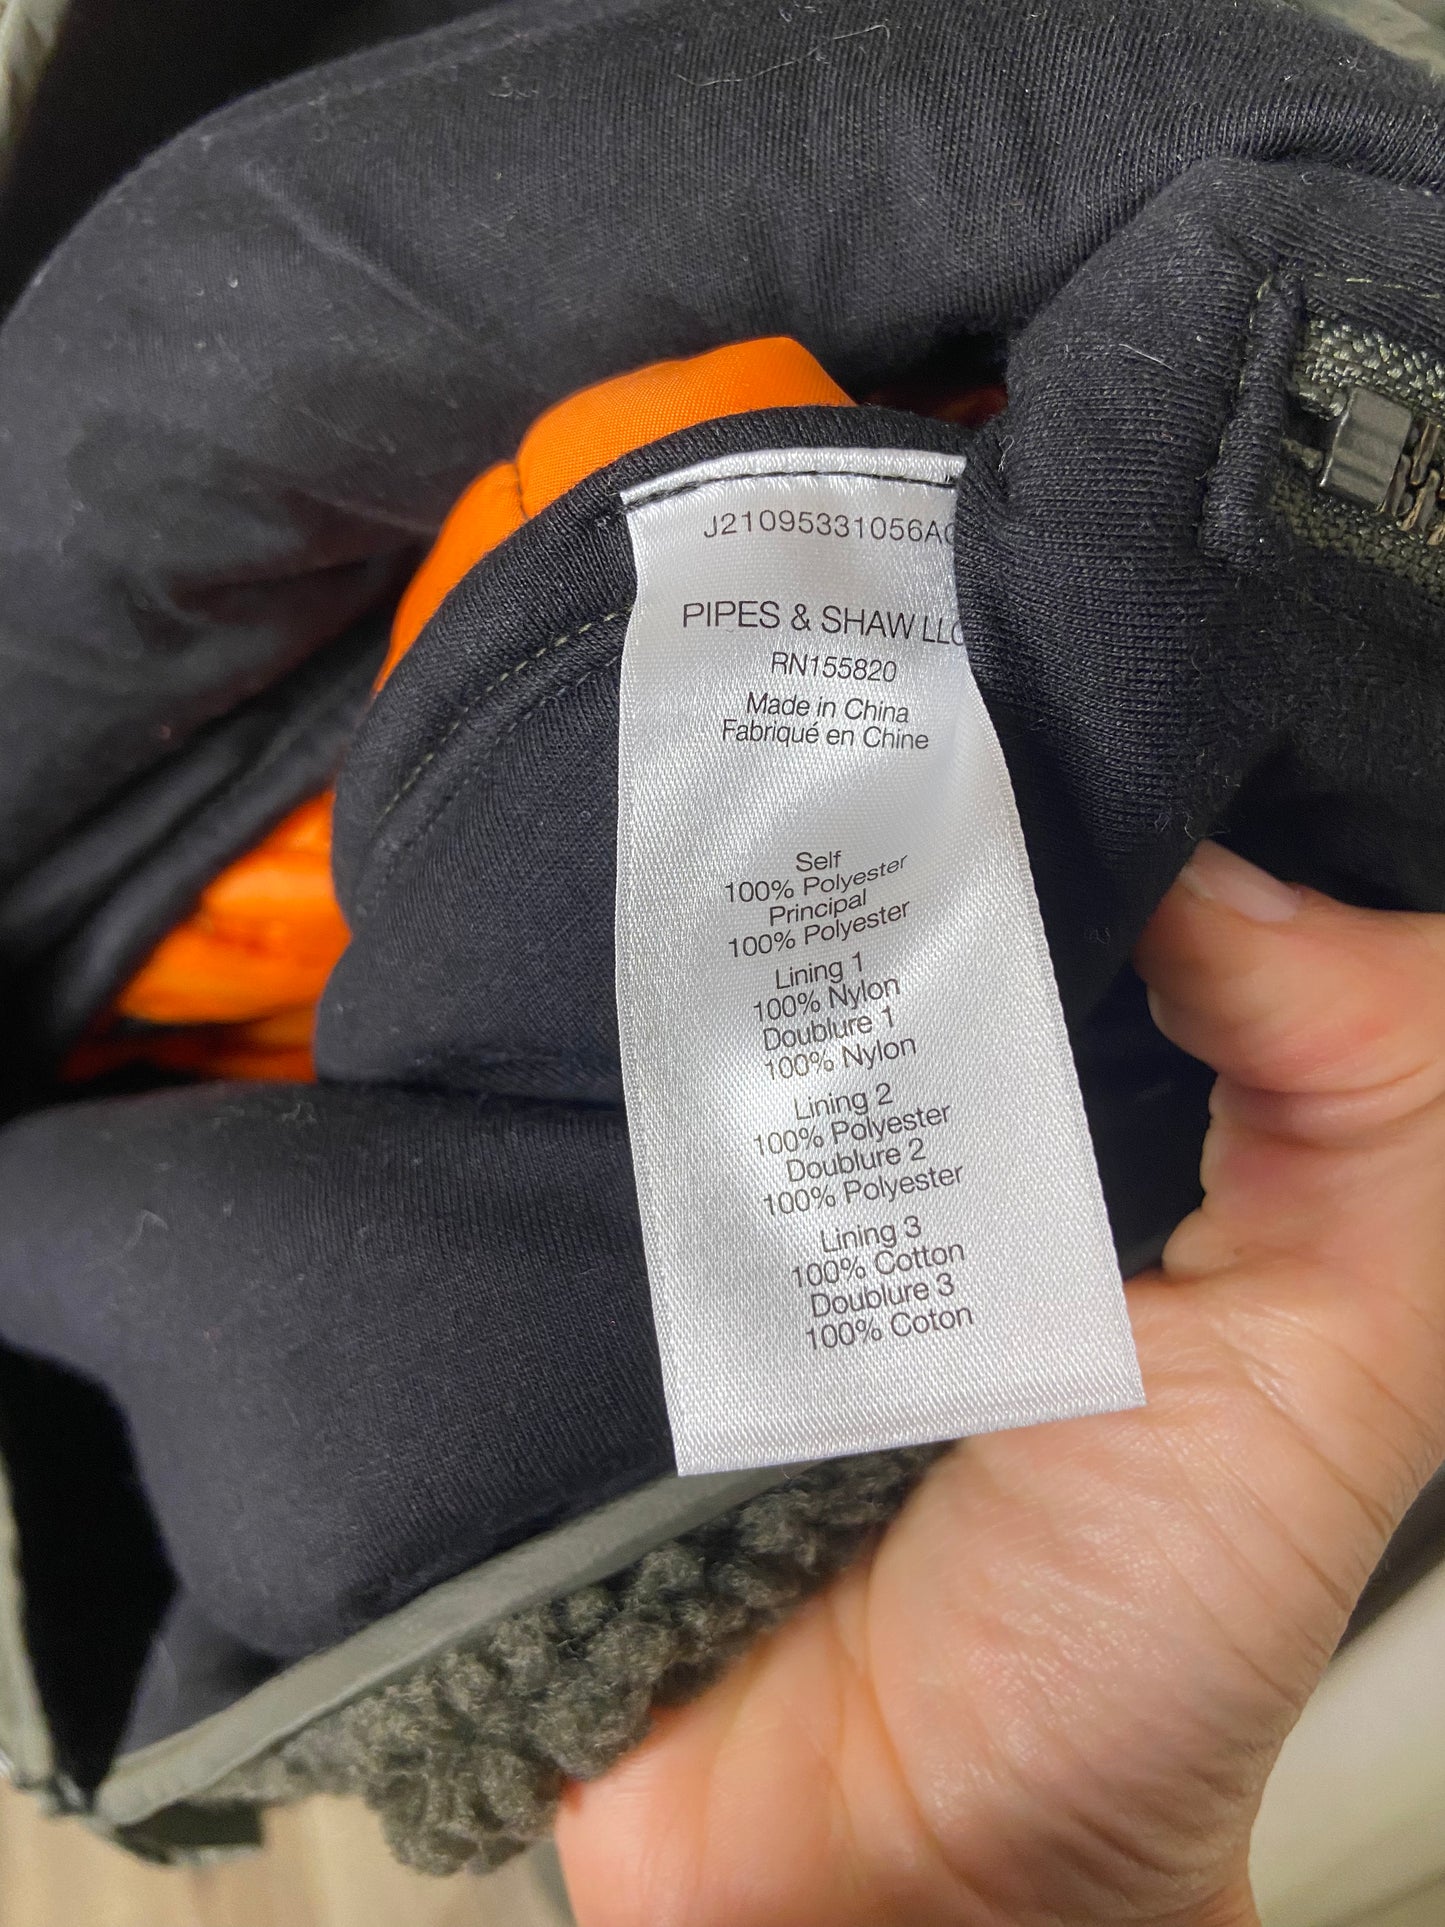 J21095331056A
PIPES & SHAW LLC
RN155820
Made in China
Fabriqué en Chine
Self
100% Polyester
Principal
100% Polyester
Lining 1
100% Nylon
Doublure 1
100% Nylon
Lining 2
100% Polyester
Doublure 2
100% Polyester
Lining 3
100% Cotton
Doublure 3
100% Coton